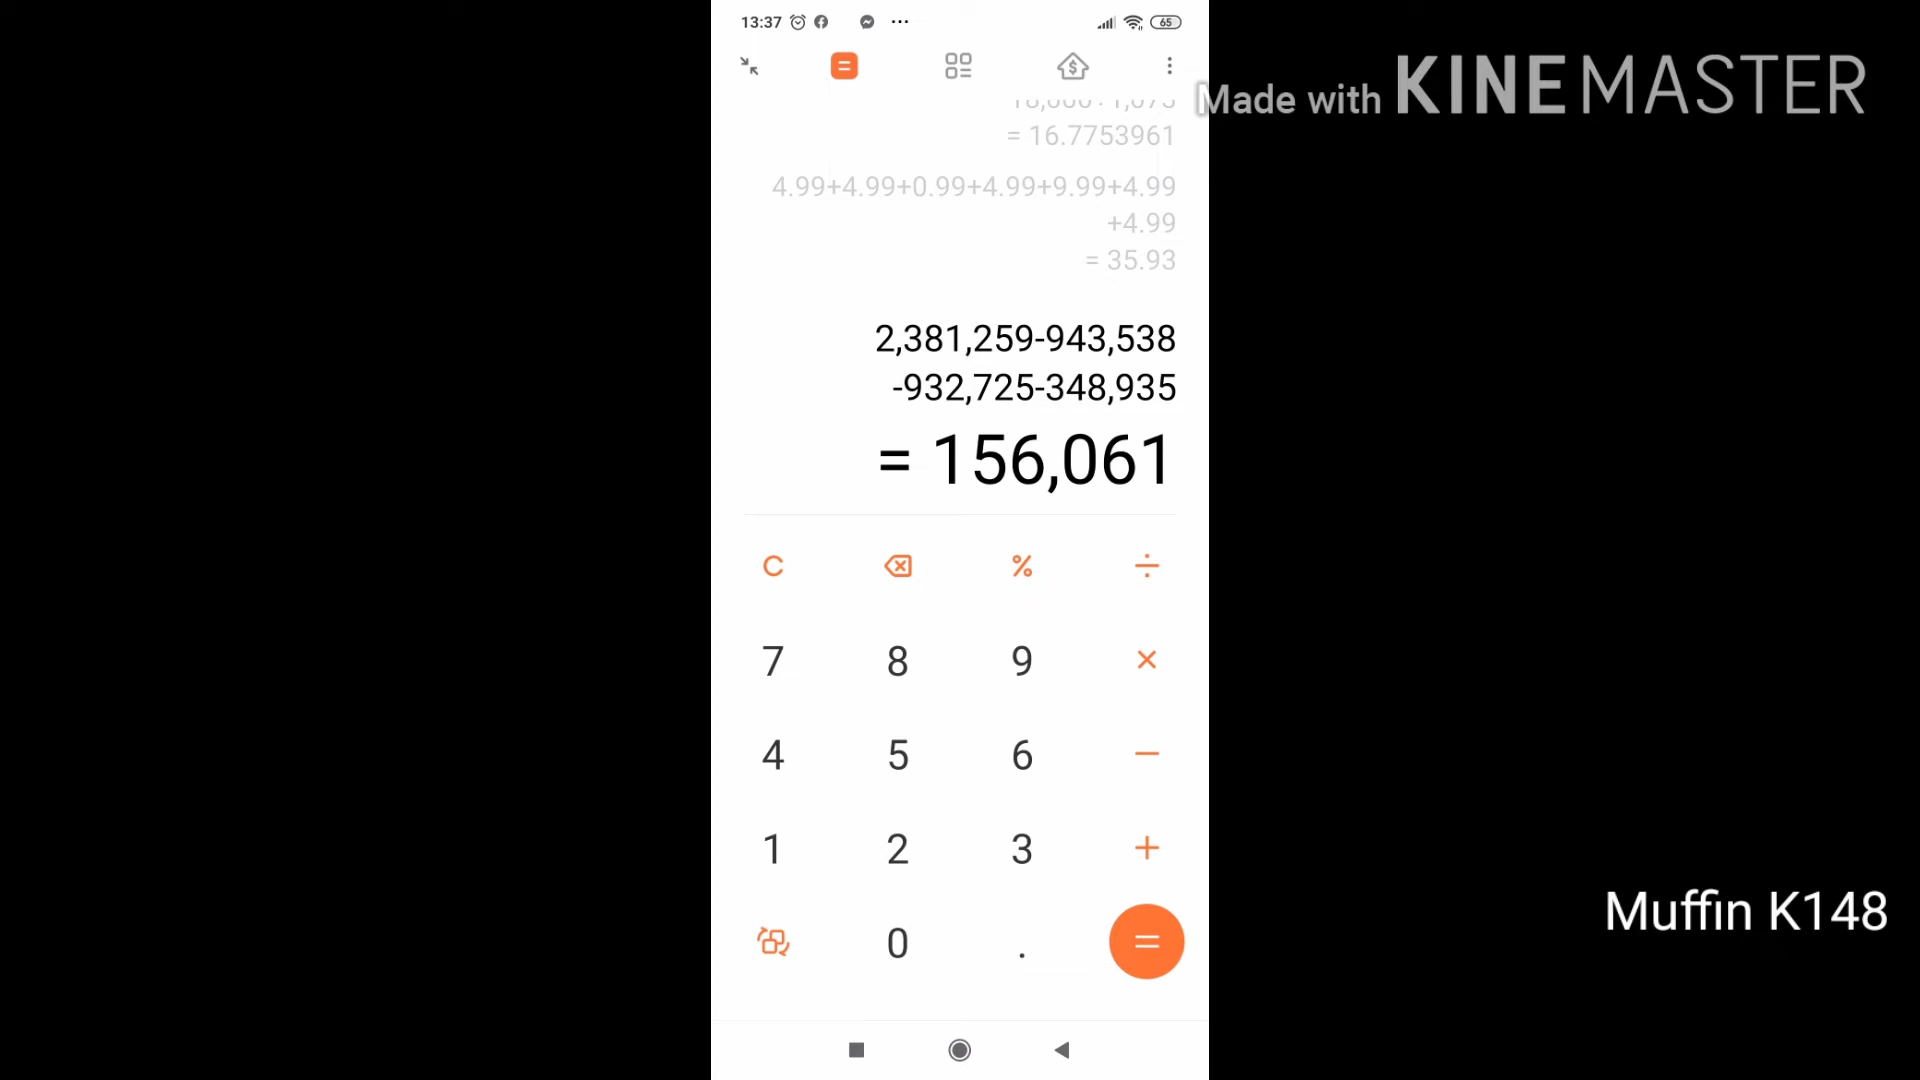 13:37
65
Made with KINEMASTER
= 16.7753961
4.99+4.99+0.99+4.99+9.99+4.99
+4.99
= 35.93
2,381,259-943,538
-932,725-348,935
= 156,061
C % ÷
7 8 9 ×
4 5 6 −
1 2 3 +
0 . =
Muffin K148